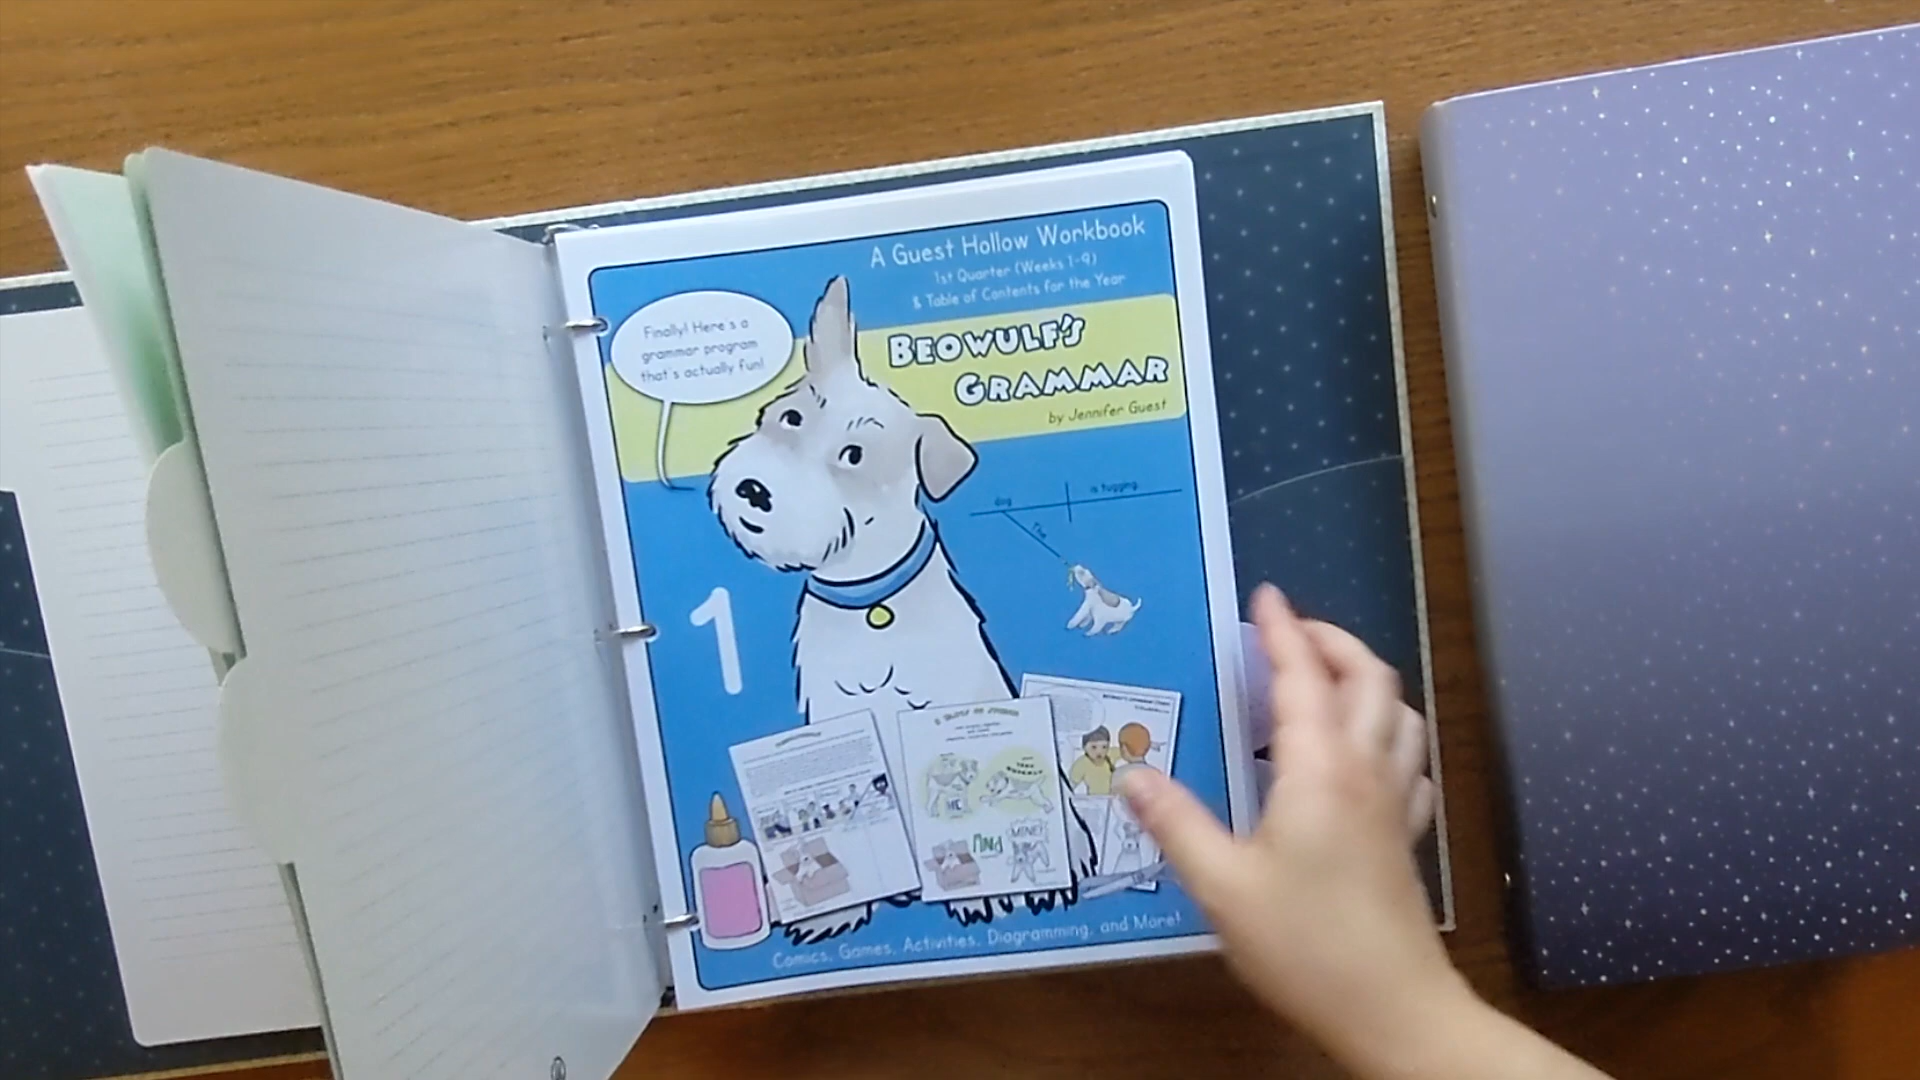 A Guest Hollow Workbook
1st Quarter (Weeks 1-9)
& Table of Contents for the Year
Finally! Here's a
grammar program
that's actually fun!
BEOWULF'S
GRAMMAR
by Jennifer Guest
dog is tugging
The
1
MINE!
Comics, Games, Activities, Diagramming, and More!